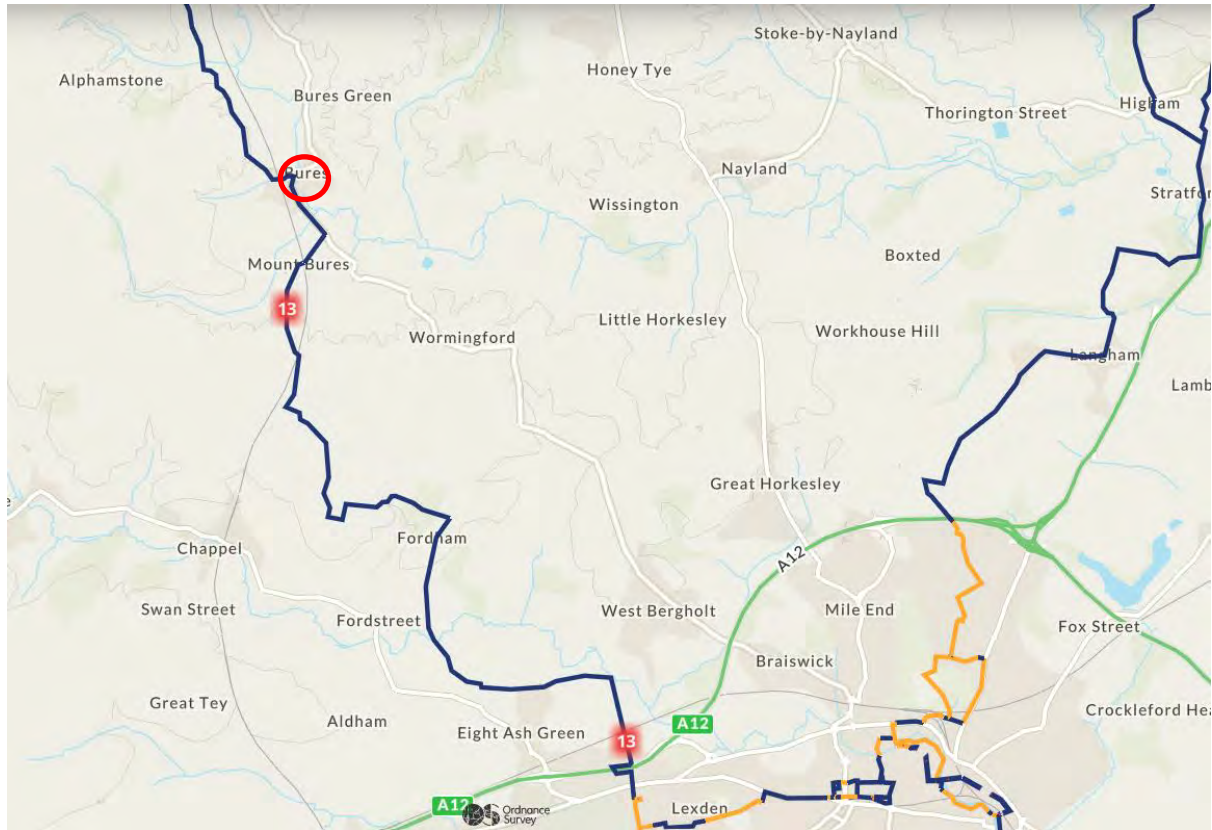 Stoke-by-Nayland
Alphamstone
Honey Tye
Bures Green
Higham
Thorington Street
Bures
Nayland
Stratfor
Wissington
Boxted
Mount Bures
13
Little Horkesley
Workhouse Hill
Wormingford
Langham
Lamb
Great Horkesley
e
Fordham
Chappel
A12
Swan Street
Fordstreet
West Bergholt
Mile End
Fox Street
Braiswick
Great Tey
Aldham
Eight Ash Green
13
A12
Crockleford Hea
A12
Ordnance
Survey
Lexden